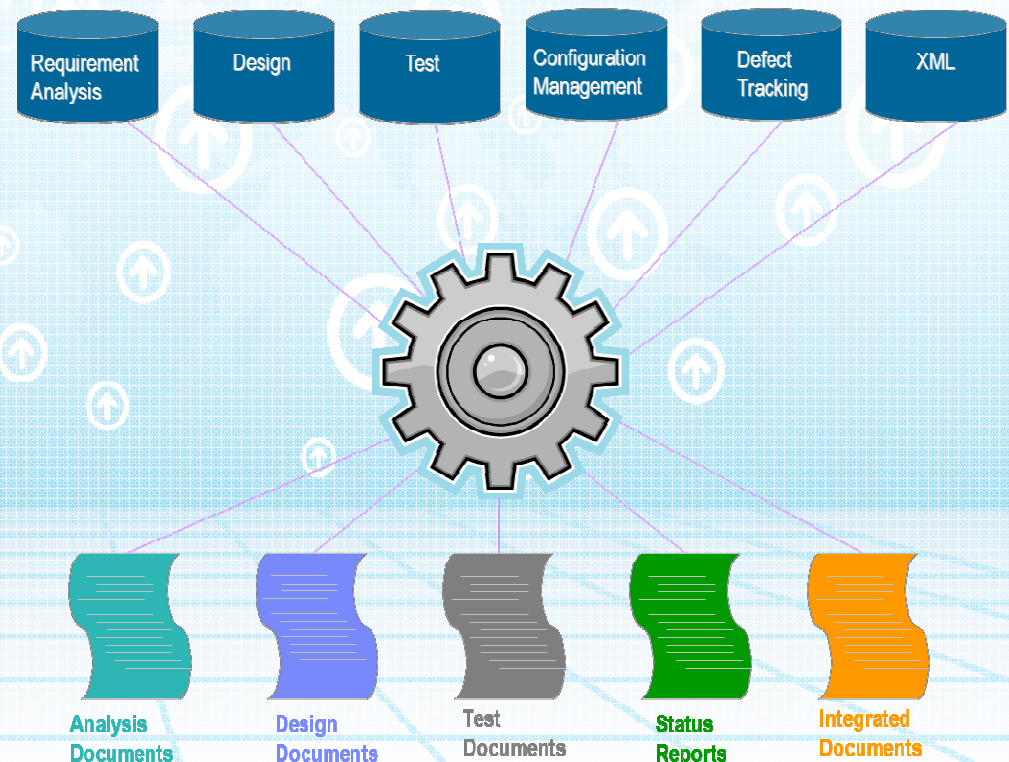 Requirement
Analysis
Design
Test
Configuration
Management
Defect
Tracking
XML
Analysis
Documents
Design
Documents
Test
Documents
Status
Reports
Integrated
Documents